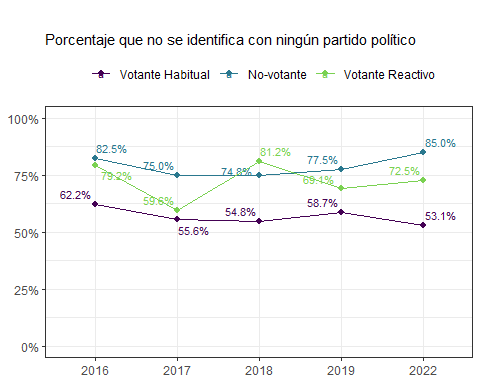 Porcentaje que no se identifica con ningún partido político
Votante Habitual No-votante Votante Reactivo
100%
75%
50%
25%
0%
82.5% 75.0% 74.8% 77.5% 85.0%
79.2% 59.6% 81.2% 69.1% 72.5%
62.2% 55.6% 54.8% 58.7% 53.1%
2016 2017 2018 2019 2022